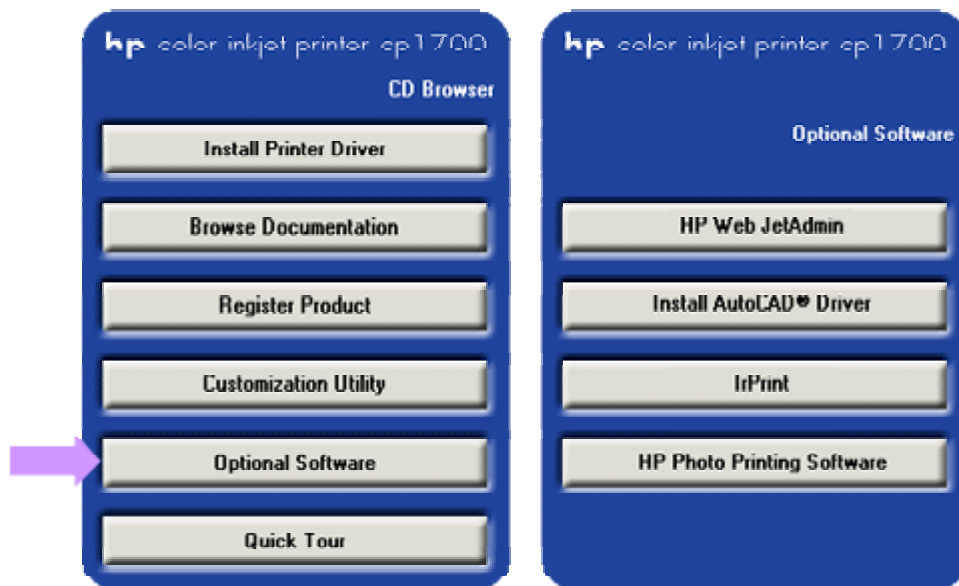 hp color inkjet printer cp1700
CD Browser
Install Printer Driver
Browse Documentation
Register Product
Customization Utility
Optional Software
Quick Tour
hp color inkjet printer cp1700
Optional Software
HP Web JetAdmin
Install AutoCAD® Driver
IrPrint
HP Photo Printing Software